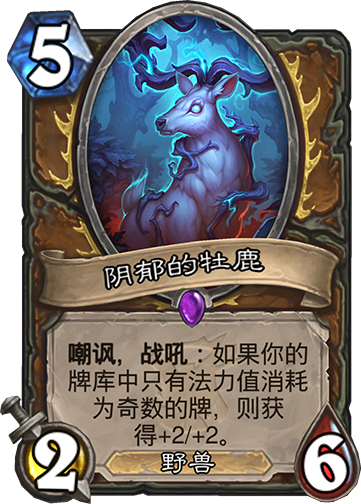 5
阴郁的牡鹿
嘲讽，战吼：如果你的
牌库中只有法力值消耗
为奇数的牌，则获
得+2/+2。
野兽
2
6